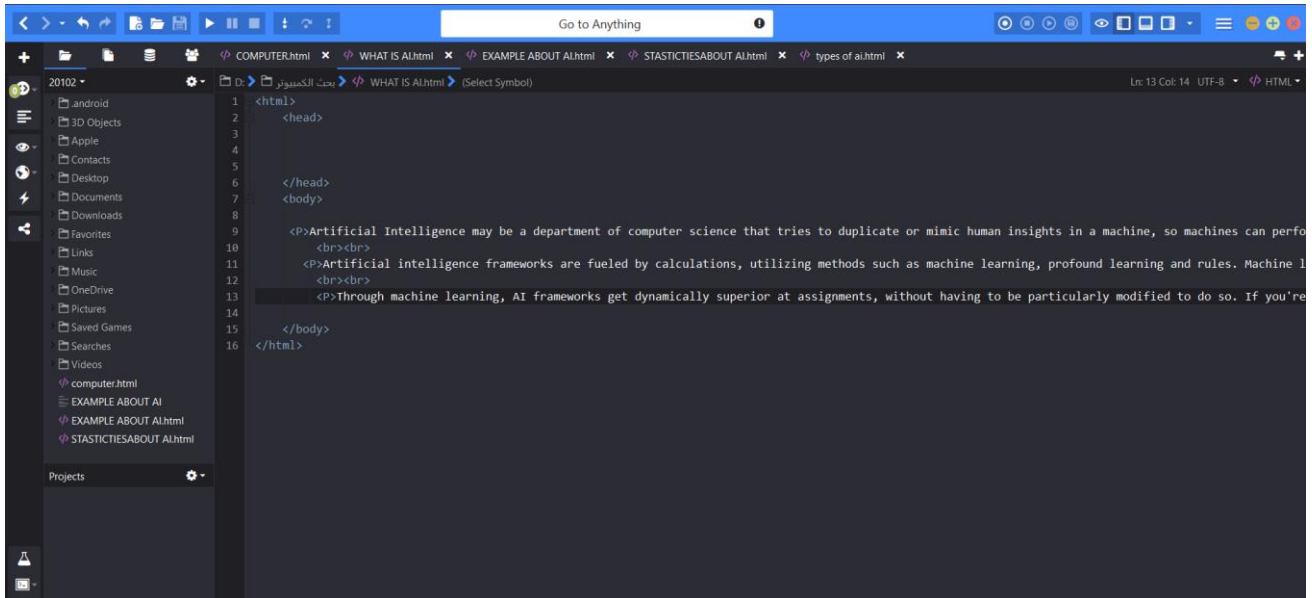 Go to Anything
COMPUTER.html
WHAT IS AI.html
EXAMPLE ABOUT AI.html
STASTICTIESABOUT AI.html
types of ai.html
20102
D: بحث الكمبيوتر WHAT IS AI.html (Select Symbol)
Ln: 13 Col: 14 UTF-8 HTML
.android
3D Objects
Apple
Contacts
Desktop
Documents
Downloads
Favorites
Links
Music
OneDrive
Pictures
Saved Games
Searches
Videos
computer.html
EXAMPLE ABOUT AI
EXAMPLE ABOUT AI.html
STASTICTIESABOUT AI.html
Projects
1 <html>
2 <head>
3
4
5
6 </head>
7 <body>
8
9 <P>Artificial Intelligence may be a department of computer science that tries to duplicate or mimic human insights in a machine, so machines can perfo
10 <br><br>
11 <P>Artificial intelligence frameworks are fueled by calculations, utilizing methods such as machine learning, profound learning and rules. Machine l
12 <br><br>
13 <P>Through machine learning, AI frameworks get dynamically superior at assignments, without having to be particularly modified to do so. If you're
14
15 </body>
16 </html>